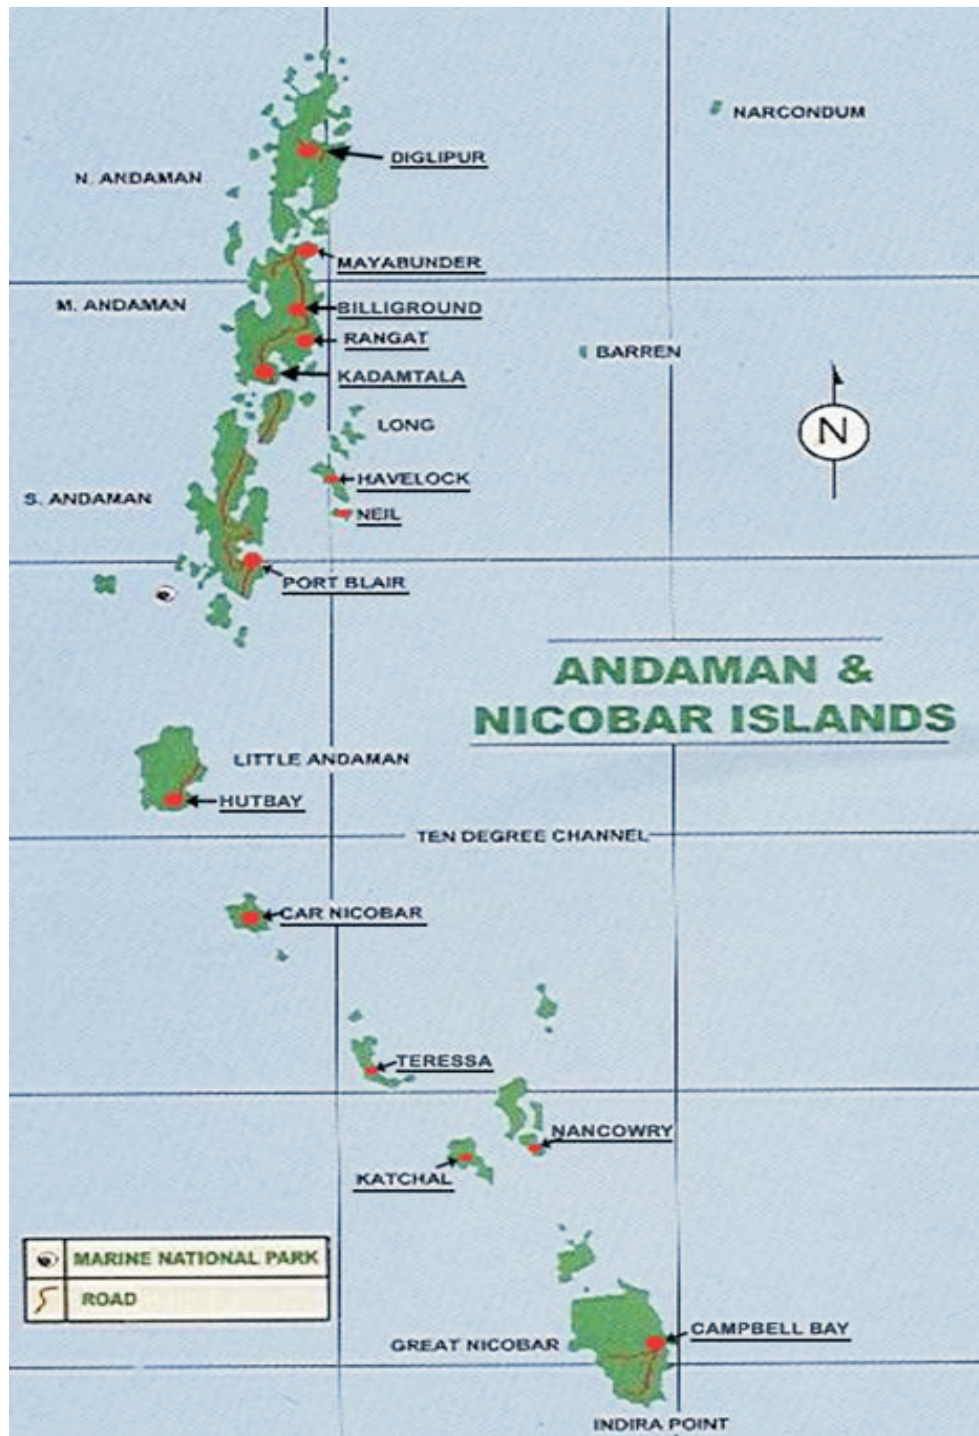 NARCONDUM
DIGLIPUR
N. ANDAMAN
MAYABUNDER
M. ANDAMAN
BILLIGROUND
RANGAT
BARREN
KADAMTALA
LONG
N
HAVELOCK
S. ANDAMAN
NEIL
PORT BLAIR
ANDAMAN &
NICOBAR ISLANDS
LITTLE ANDAMAN
HUTBAY
TEN DEGREE CHANNEL
CAR NICOBAR
TERESSA
NANCOWRY
KATCHAL
MARINE NATIONAL PARK
ROAD
CAMPBELL BAY
GREAT NICOBAR
INDIRA POINT